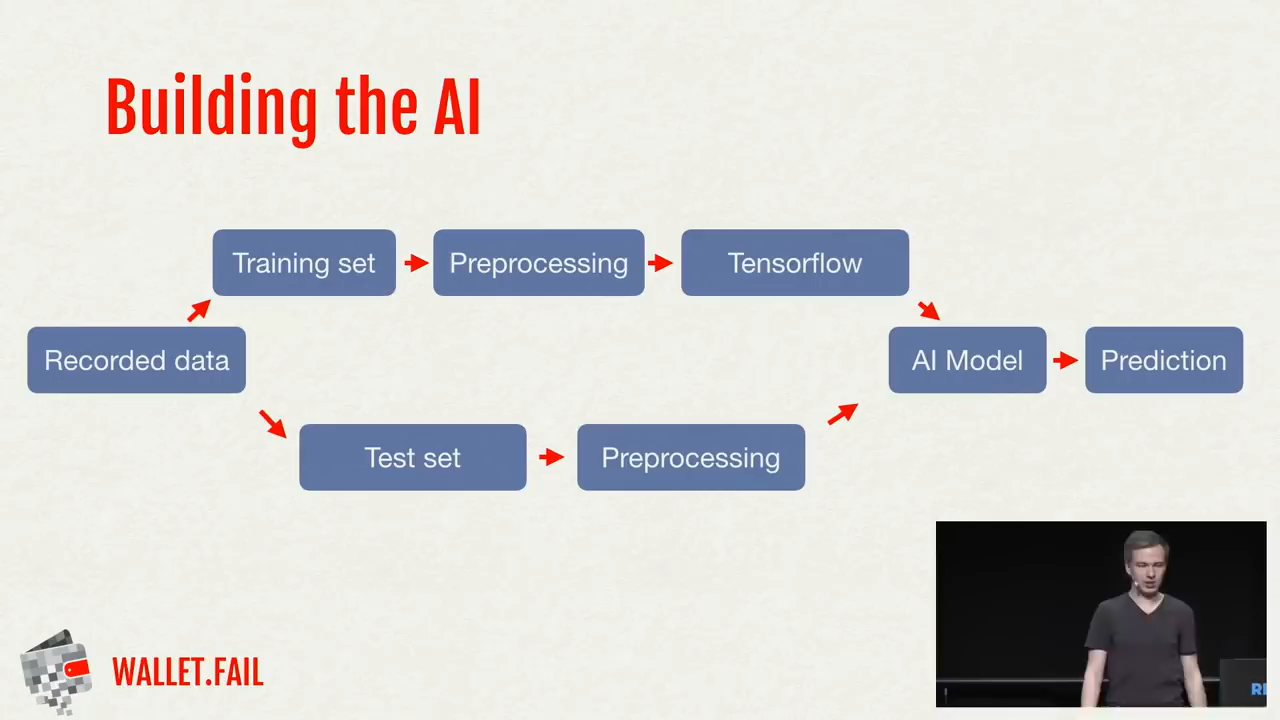 Building the AI
Training set
Preprocessing
Tensorflow
Recorded data
AI Model
Prediction
Test set
Preprocessing
WALLET.FAIL